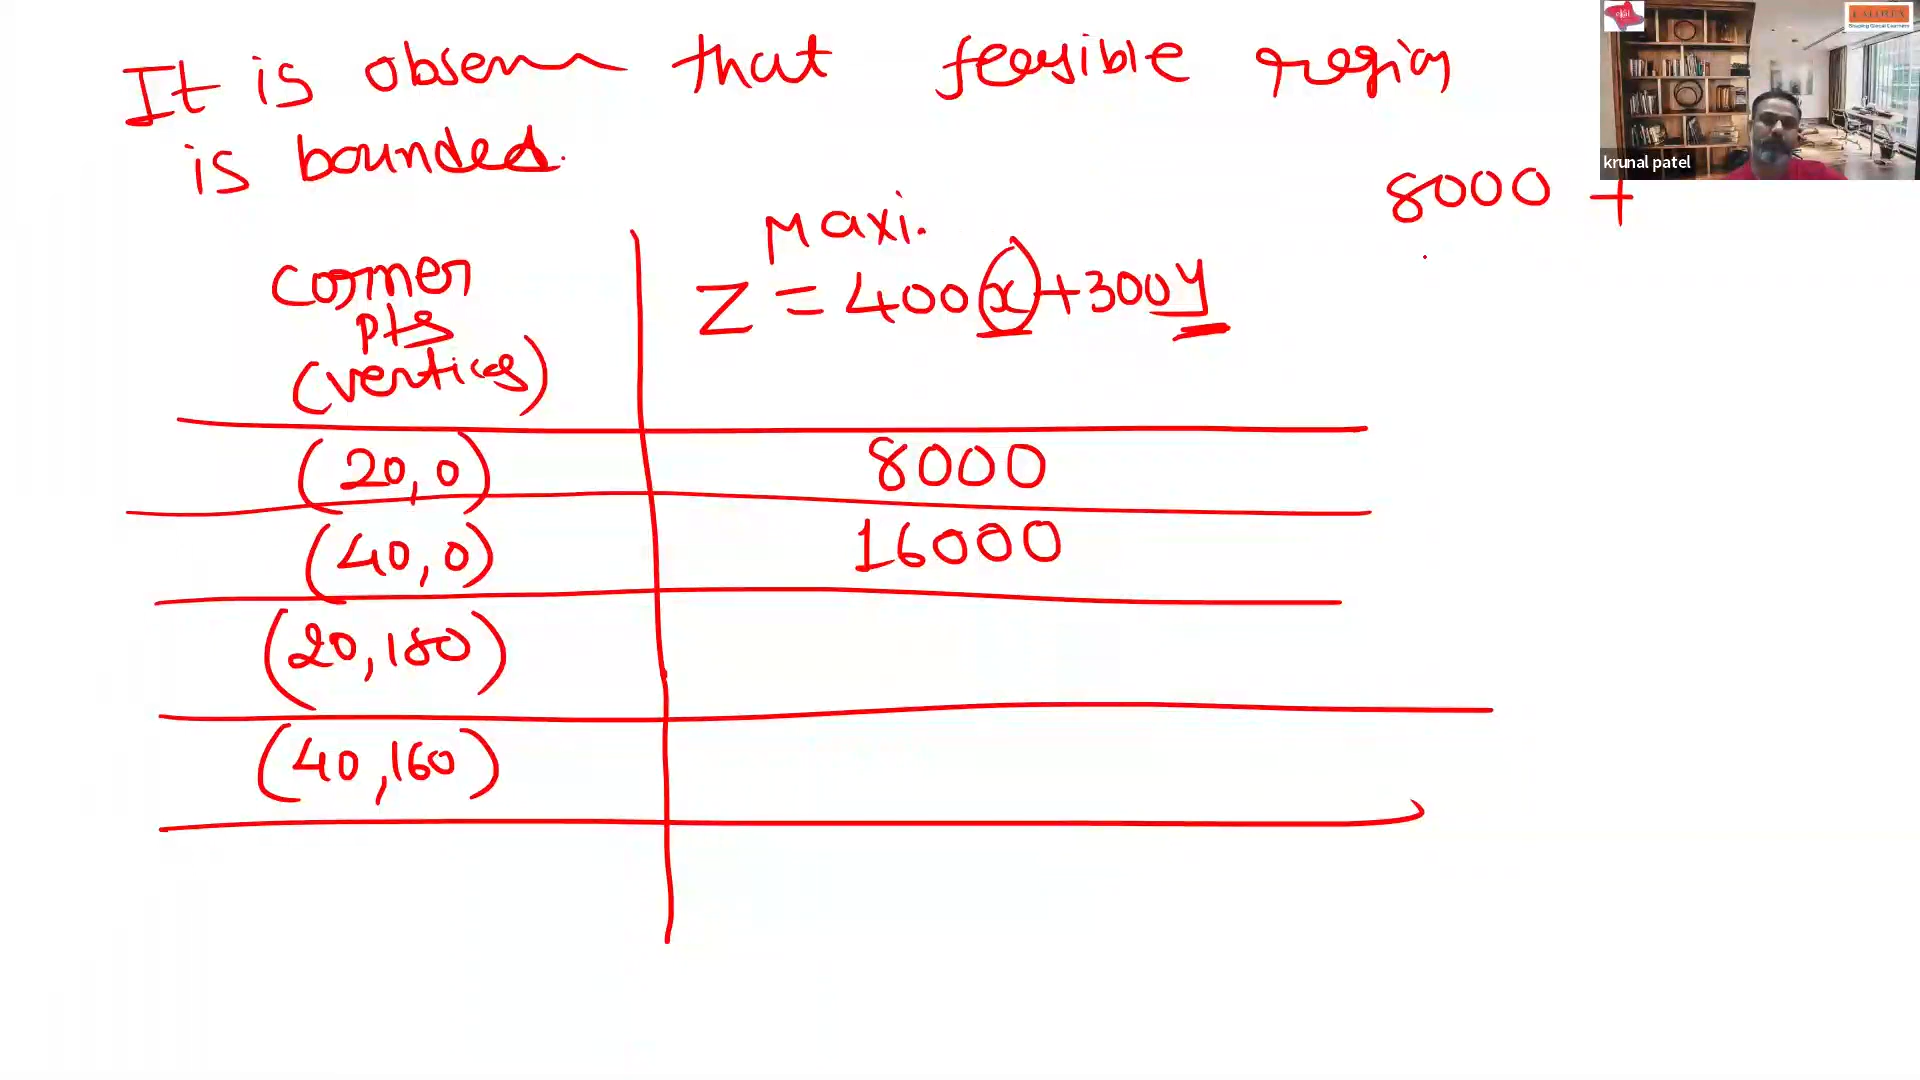 It is obser that feasible region
is bounded.
8000 +
Maxi.
Z = 400x+300y
corner
pts
(vertices)
(20,0) 8000
(40,0) 16000
(20,180)
(40,160)
krunal patel